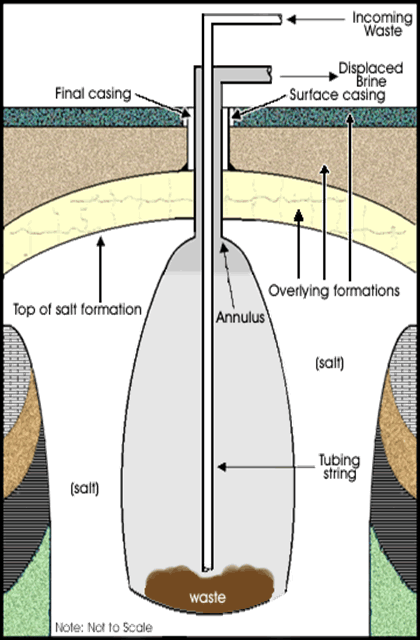 Incoming
Waste
Displaced
Brine
Final casing
Surface casing
Overlying formations
Top of salt formation
Annulus
(salt)
Tubing
string
(salt)
waste
Note: Not to Scale